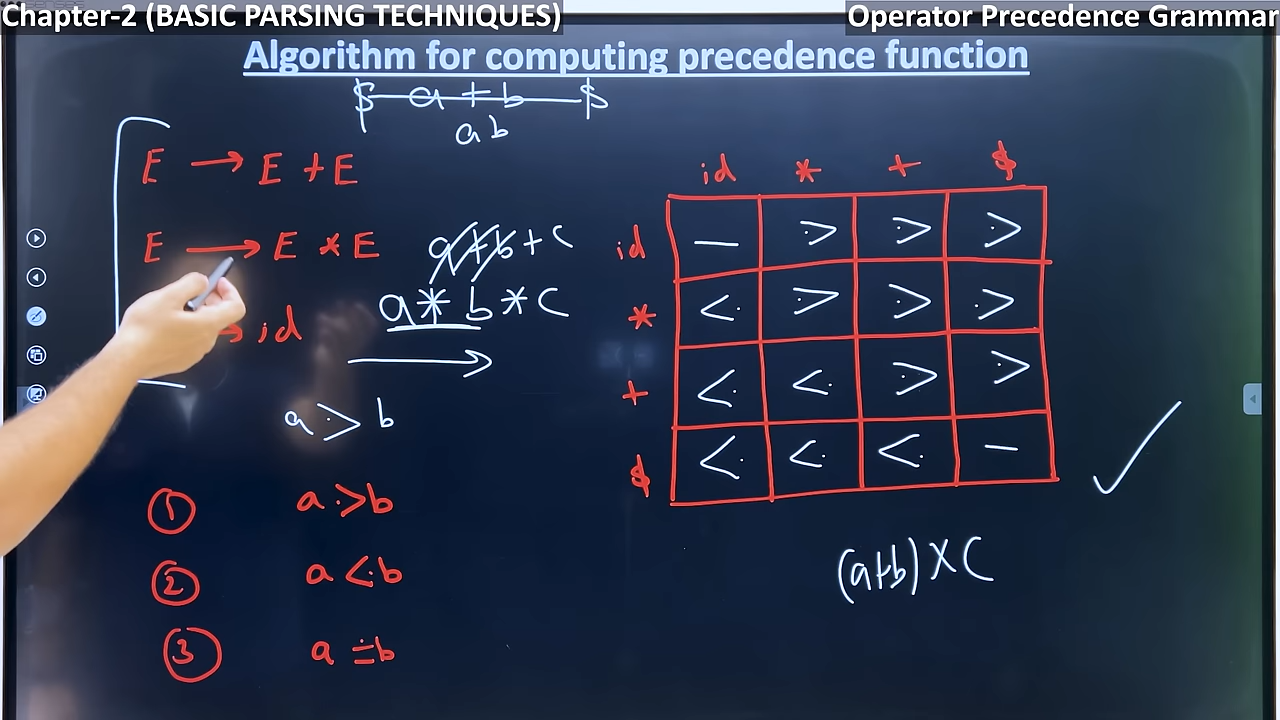 Chapter-2 (BASIC PARSING TECHNIQUES)
Operator Precedence Grammar
Algorithm for computing precedence function
$ a + b $
a b
E → E + E
E → E * E
→ id
a+b + c
a * b * c
a ⋗ b
① a ⋗ b
② a ⋖ b
③ a ≐ b
id * + $
id — ⋗ ⋗ ⋗
* ⋖ ⋗ ⋗ ⋗
+ ⋖ ⋖ ⋗ ⋗
$ ⋖ ⋖ ⋖ —
(a+b) X C